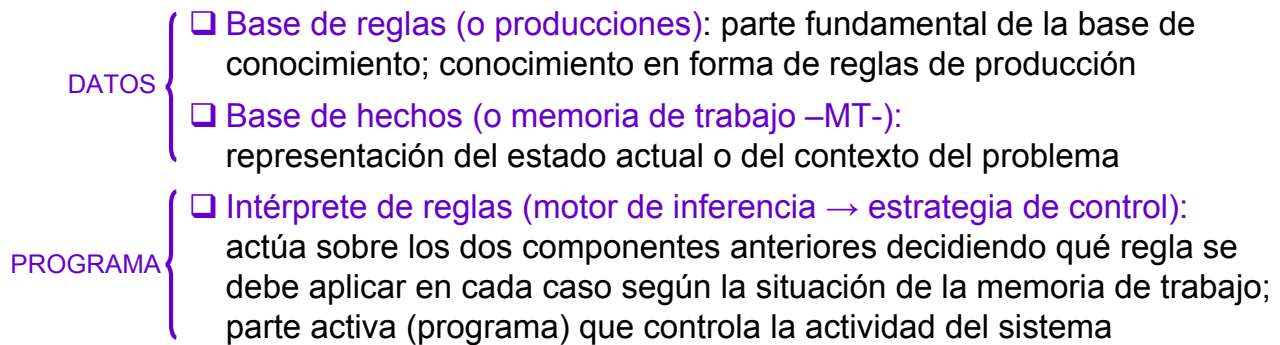 DATOS
❑ Base de reglas (o producciones): parte fundamental de la base de
conocimiento; conocimiento en forma de reglas de producción
❑ Base de hechos (o memoria de trabajo –MT-):
representación del estado actual o del contexto del problema
PROGRAMA
❑ Intérprete de reglas (motor de inferencia → estrategia de control):
actúa sobre los dos componentes anteriores decidiendo qué regla se
debe aplicar en cada caso según la situación de la memoria de trabajo;
parte activa (programa) que controla la actividad del sistema